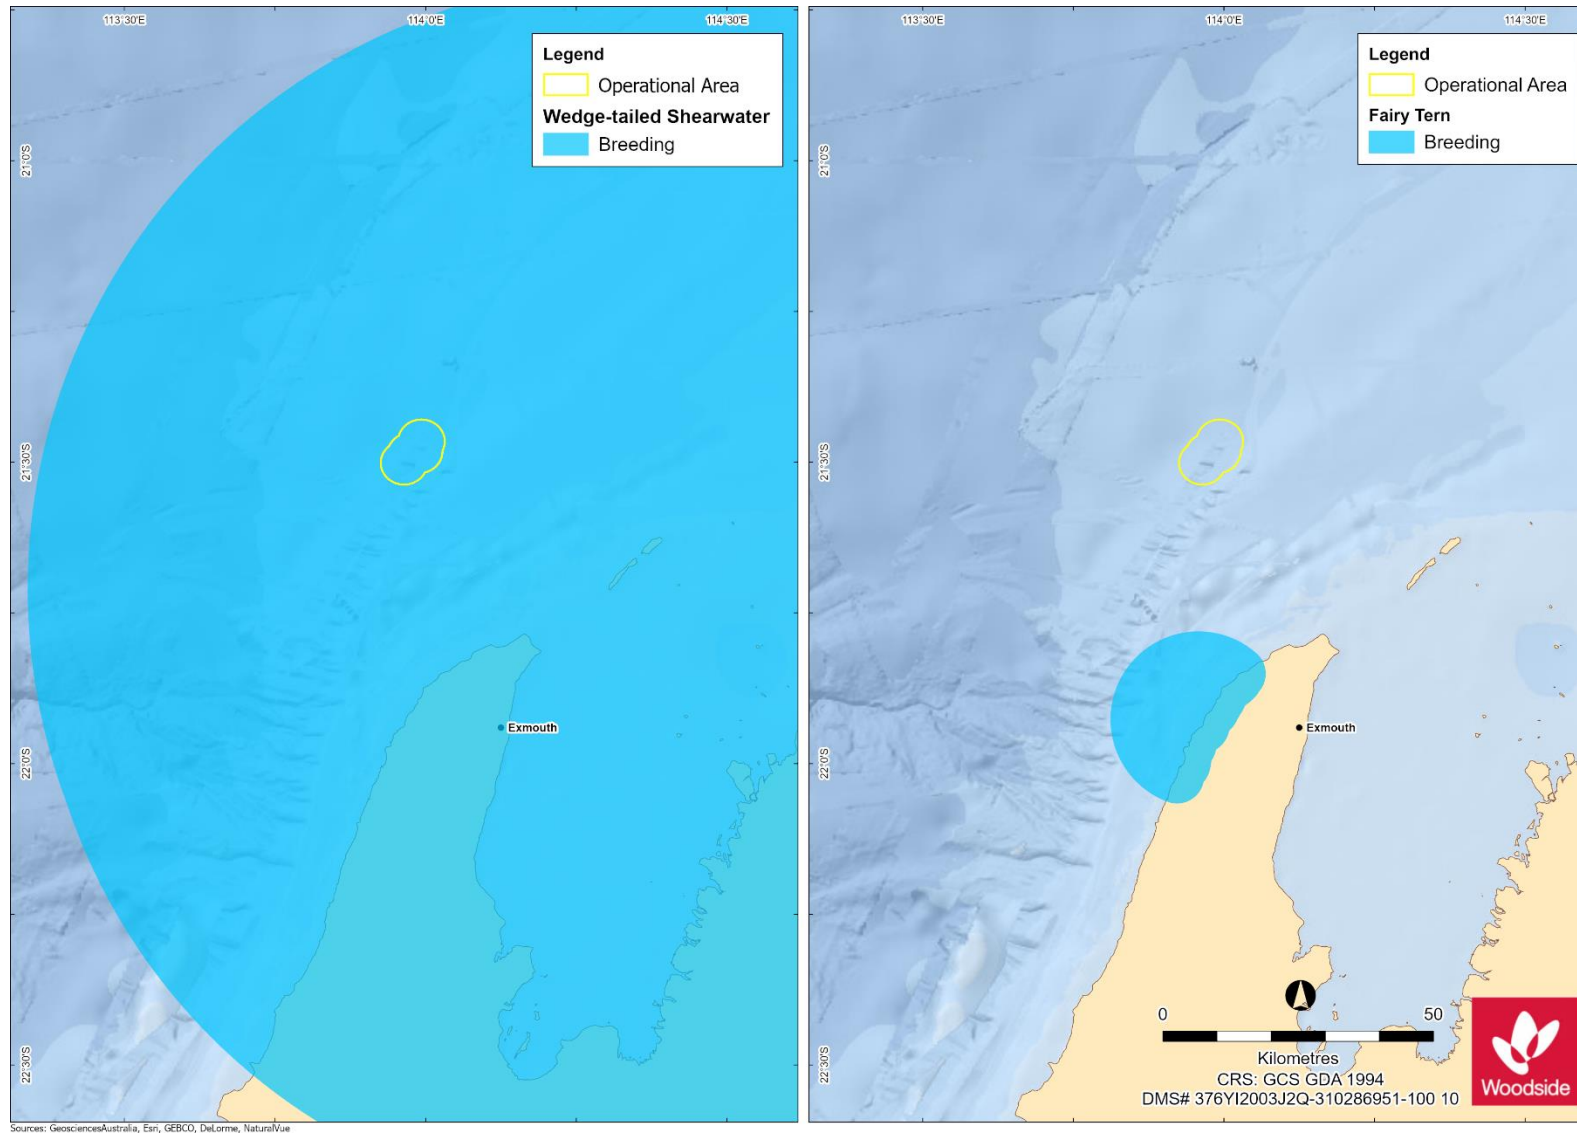 113°30'E
114°0'E
114°30'E
21°0'S
21°30'S
22°0'S
22°30'S
Legend
Operational Area
Wedge-tailed Shearwater
Breeding
Exmouth
Sources: GeosciencesAustralia, Esri, GEBCO, DeLorme, NaturalVue
113°30'E
114°0'E
114°30'E
21°0'S
21°30'S
22°0'S
22°30'S
Legend
Operational Area
Fairy Tern
Breeding
Exmouth
0 50
Kilometres
CRS: GCS GDA 1994
DMS# 376YI2003J2Q-310286951-100 10
Woodside